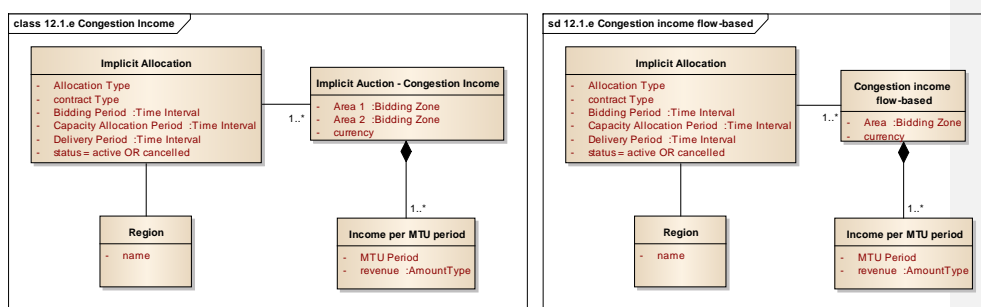 class 12.1.e Congestion Income
Implicit Allocation
- Allocation Type
- contract Type
- Bidding Period :Time Interval
- Capacity Allocation Period :Time Interval
- Delivery Period :Time Interval
- status = active OR cancelled
1..*
Implicit Auction - Congestion Income
- Area 1 :Bidding Zone
- Area 2 :Bidding Zone
- currency
1..*
Region
- name
Income per MTU period
- MTU Period
- revenue :AmountType
sd 12.1.e Congestion income flow-based
Implicit Allocation
- Allocation Type
- contract Type
- Bidding Period :Time Interval
- Capacity Allocation Period :Time Interval
- Delivery Period :Time Interval
- status = active OR cancelled
1..*
Congestion income
flow-based
- Area :Bidding Zone
- currency
1..*
Region
- name
Income per MTU period
- MTU Period
- revenue :AmountType